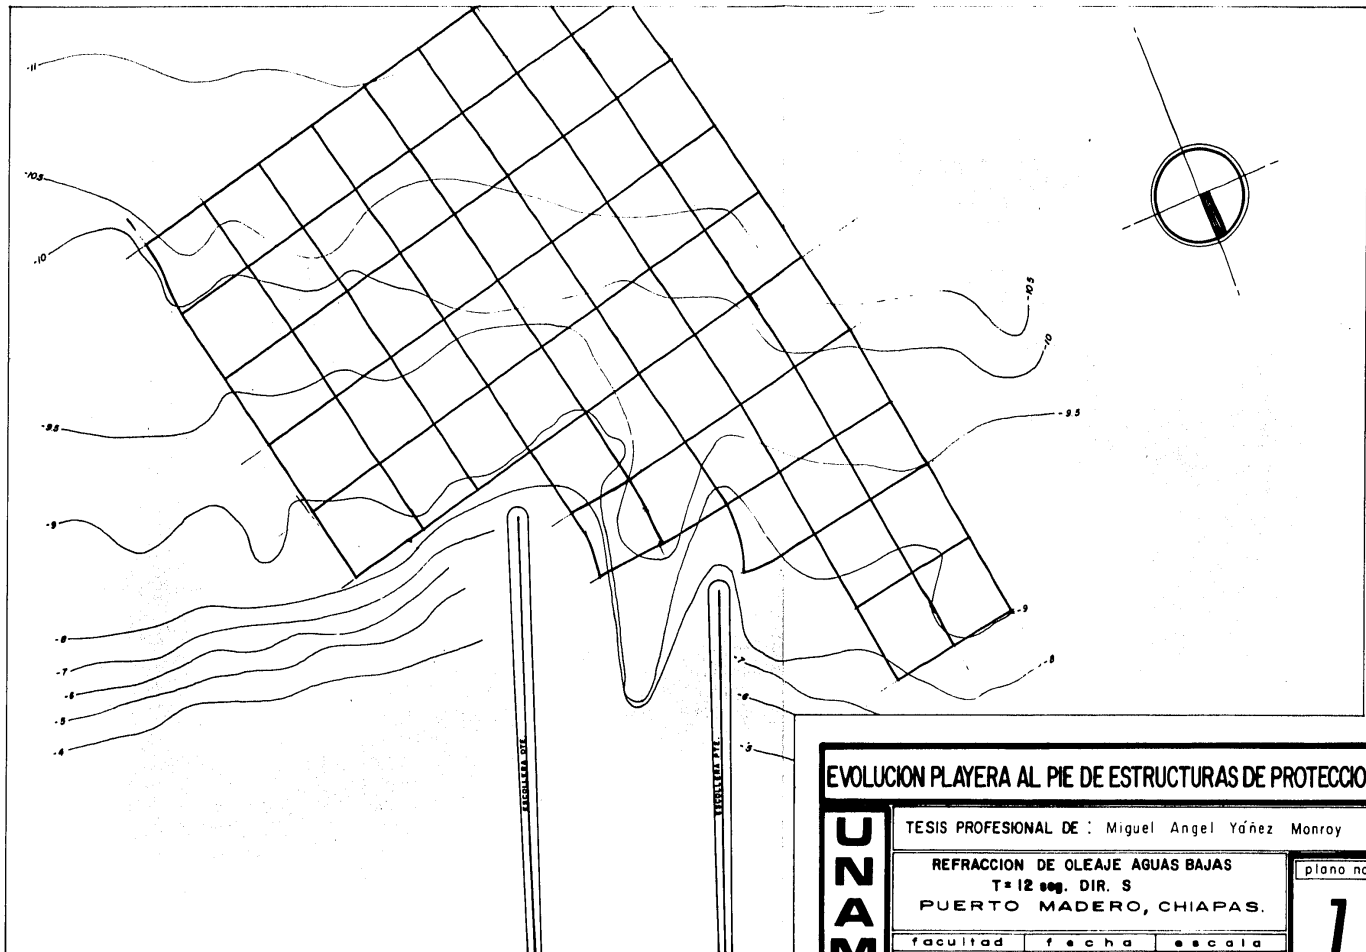 -11
-10.5
-10
-9.5
-9
-8
-7
-6
-5
-4
-10.5
-10
-9.5
-9
-8
-7
-6
-5
ESCOLLERA OTE.
ESCOLLERA PTE.
EVOLUCION PLAYERA AL PIE DE ESTRUCTURAS DE PROTECCIO
UNAM
TESIS PROFESIONAL DE : Miguel Angel Yáñez Monroy
REFRACCION DE OLEAJE AGUAS BAJAS
T= 12 seg. DIR. S
PUERTO MADERO, CHIAPAS.
plano no
1
facultad fecha escala